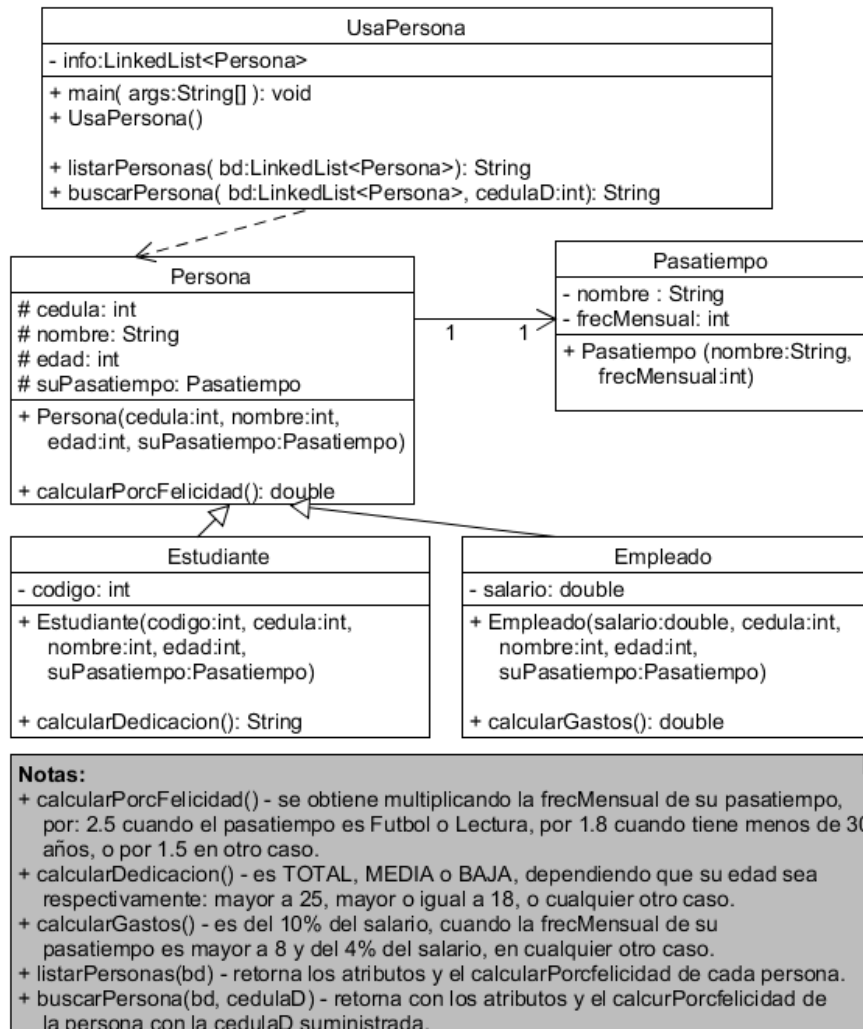 UsaPersona
- info:LinkedList<Persona>
+ main( args:String[] ): void
+ UsaPersona()
+ listarPersonas( bd:LinkedList<Persona>): String
+ buscarPersona( bd:LinkedList<Persona>, cedulaD:int): String
Persona
# cedula: int
# nombre: String
# edad: int
# suPasatiempo: Pasatiempo
+ Persona(cedula:int, nombre:int,
edad:int, suPasatiempo:Pasatiempo)
+ calcularPorcFelicidad(): double
1
1
Pasatiempo
- nombre : String
- frecMensual: int
+ Pasatiempo (nombre:String,
frecMensual:int)
Estudiante
- codigo: int
+ Estudiante(codigo:int, cedula:int,
nombre:int, edad:int,
suPasatiempo:Pasatiempo)
+ calcularDedicacion(): String
Empleado
- salario: double
+ Empleado(salario:double, cedula:int,
nombre:int, edad:int,
suPasatiempo:Pasatiempo)
+ calcularGastos(): double
Notas:
+ calcularPorcFelicidad() - se obtiene multiplicando la frecMensual de su pasatiempo,
por: 2.5 cuando el pasatiempo es Futbol o Lectura, por 1.8 cuando tiene menos de 30
años, o por 1.5 en otro caso.
+ calcularDedicacion() - es TOTAL, MEDIA o BAJA, dependiendo que su edad sea
respectivamente: mayor a 25, mayor o igual a 18, o cualquier otro caso.
+ calcularGastos() - es del 10% del salario, cuando la frecMensual de su
pasatiempo es mayor a 8 y del 4% del salario, en cualquier otro caso.
+ listarPersonas(bd) - retorna los atributos y el calcularPorcfelicidad de cada persona.
+ buscarPersona(bd, cedulaD) - retorna con los atributos y el calcurPorcfelicidad de
la persona con la cedulaD suministrada.